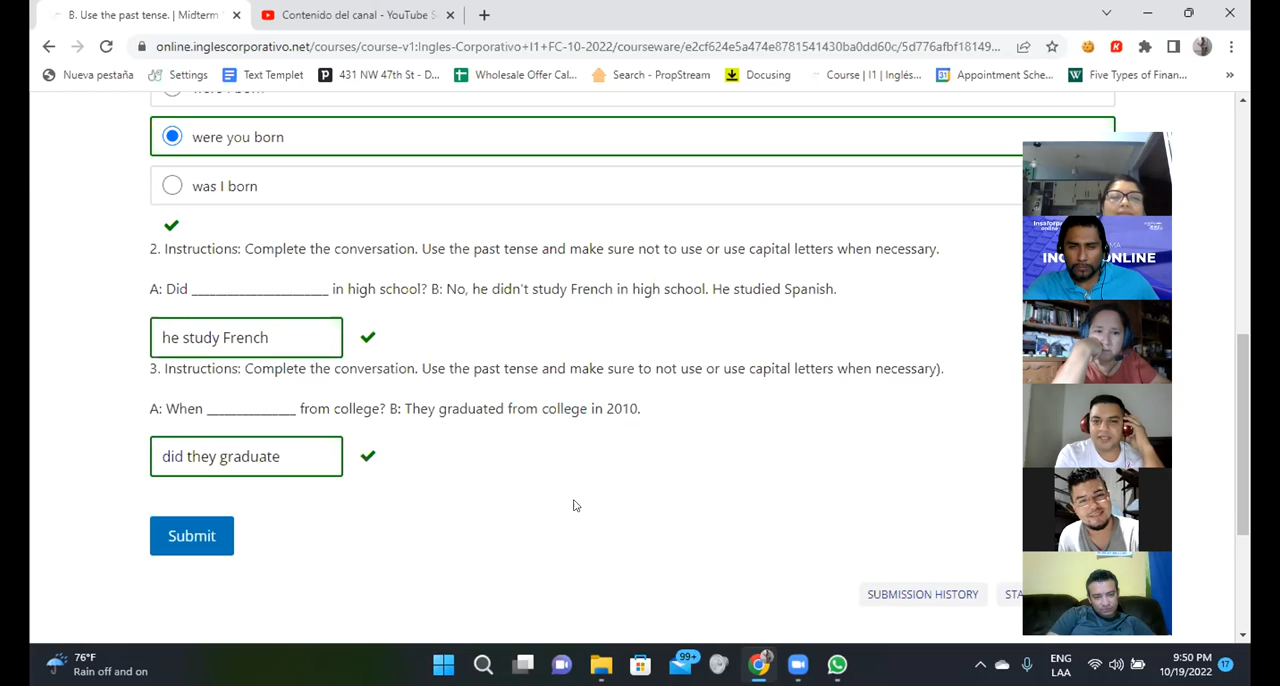 B. Use the past tense. | Midterm
Contenido del canal - YouTube S
online.inglescorporativo.net/courses/course-v1:Ingles-Corporativo+I1+FC-10-2022/courseware/e2cf624e5a474e8781541430ba0dd60c/5d776afbf18149...
Nueva pestaña
Settings
Text Templet
431 NW 47th St - D...
Wholesale Offer Cal...
Search - PropStream
Docusing
Course | I1 | Inglés...
Appointment Sche...
Five Types of Finan...
were you born
was I born
2. Instructions: Complete the conversation. Use the past tense and make sure not to use or use capital letters when necessary.
A: Did _____________________ in high school? B: No, he didn't study French in high school. He studied Spanish.
he study French
3. Instructions: Complete the conversation. Use the past tense and make sure to not use or use capital letters when necessary).
A: When ______________ from college? B: They graduated from college in 2010.
did they graduate
Submit
SUBMISSION HISTORY
STA
ONLINE
76°F
Rain off and on
99+
ENG
LAA
9:50 PM
10/19/2022
17